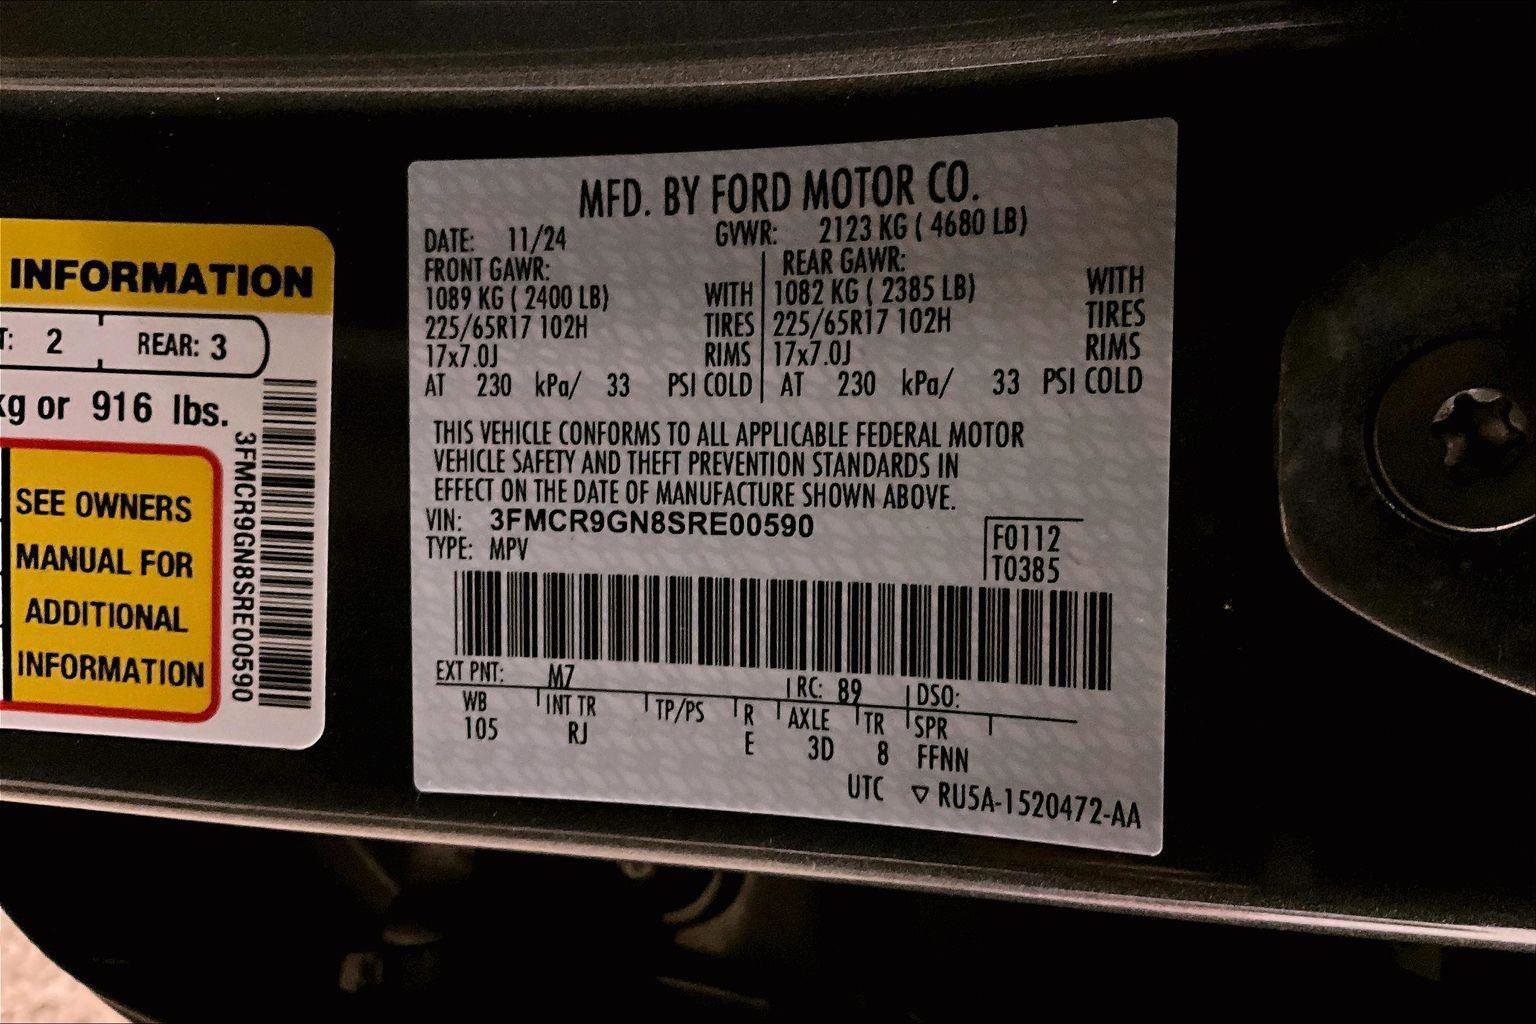 INFORMATION
T: 2 REAR: 3
kg or 916 lbs.
SEE OWNERS
MANUAL FOR
ADDITIONAL
INFORMATION
3FMCR9GN8SRE00590
MFD. BY FORD MOTOR CO.
DATE: 11/24 GVWR: 2123 KG ( 4680 LB)
FRONT GAWR: REAR GAWR:
1089 KG ( 2400 LB) WITH 1082 KG ( 2385 LB) WITH
225/65R17 102H TIRES 225/65R17 102H TIRES
17x7.0J RIMS 17x7.0J RIMS
AT 230 kPa/ 33 PSI COLD AT 230 kPa/ 33 PSI COLD
THIS VEHICLE CONFORMS TO ALL APPLICABLE FEDERAL MOTOR
VEHICLE SAFETY AND THEFT PREVENTION STANDARDS IN
EFFECT ON THE DATE OF MANUFACTURE SHOWN ABOVE.
VIN: 3FMCR9GN8SRE00590 F0112
TYPE: MPV T0385
EXT PNT: M7 RC: 89 DSO:
WB INT TR TP/PS R AXLE TR SPR
105 RJ E 3D 8 FFNN
UTC ▽ RU5A-1520472-AA